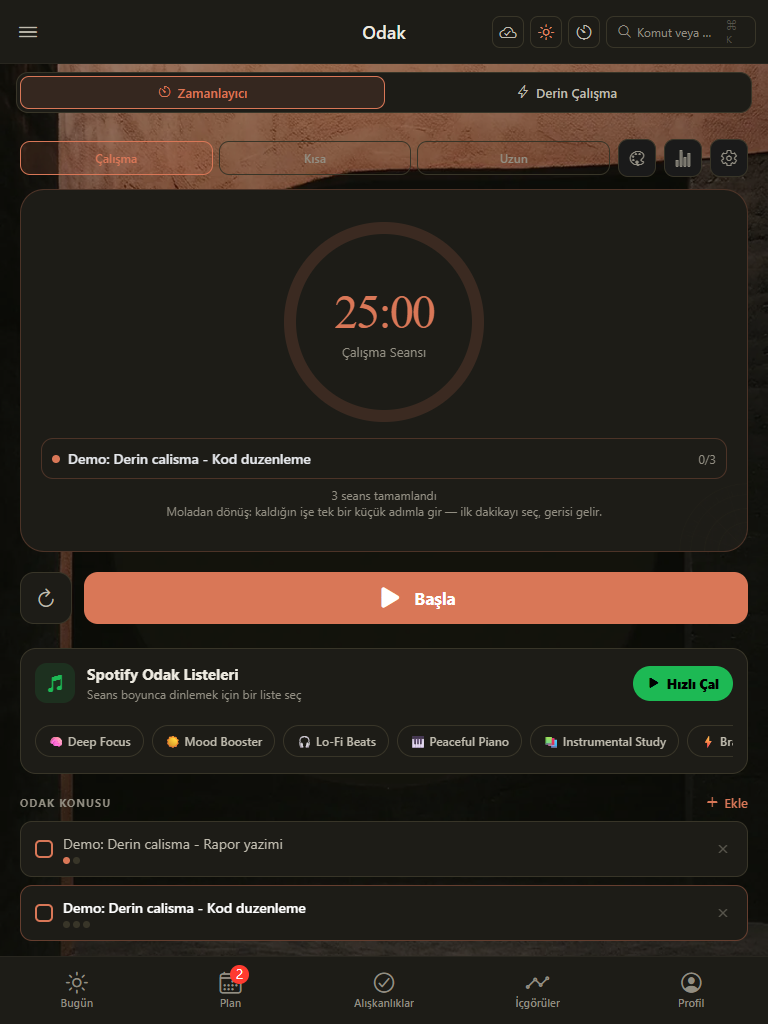 Odak
Komut veya ...
⌘
K
Zamanlayıcı
Derin Çalışma
Çalışma
Kısa
Uzun
25:00
Çalışma Seansı
Demo: Derin calisma - Kod duzenleme
0/3
3 seans tamamlandı
Moladan dönüş: kaldığın işe tek bir küçük adımla gir — ilk dakikayı seç, gerisi gelir.
Başla
Spotify Odak Listeleri
Seans boyunca dinlemek için bir liste seç
Hızlı Çal
Deep Focus
Mood Booster
Lo-Fi Beats
Peaceful Piano
Instrumental Study
ODAK KONUSU
+ Ekle
Demo: Derin calisma - Rapor yazimi
Demo: Derin calisma - Kod duzenleme
2
Bugün
Plan
Alışkanlıklar
İçgörüler
Profil